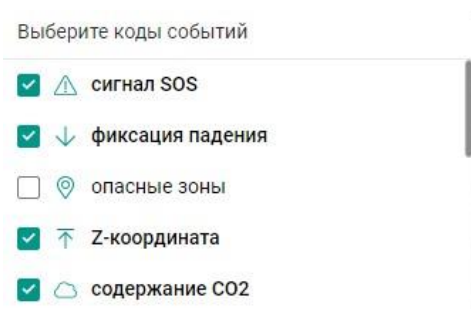 Выберите коды событий
сигнал SOS
фиксация падения
опасные зоны
Z-координата
содержание CO2